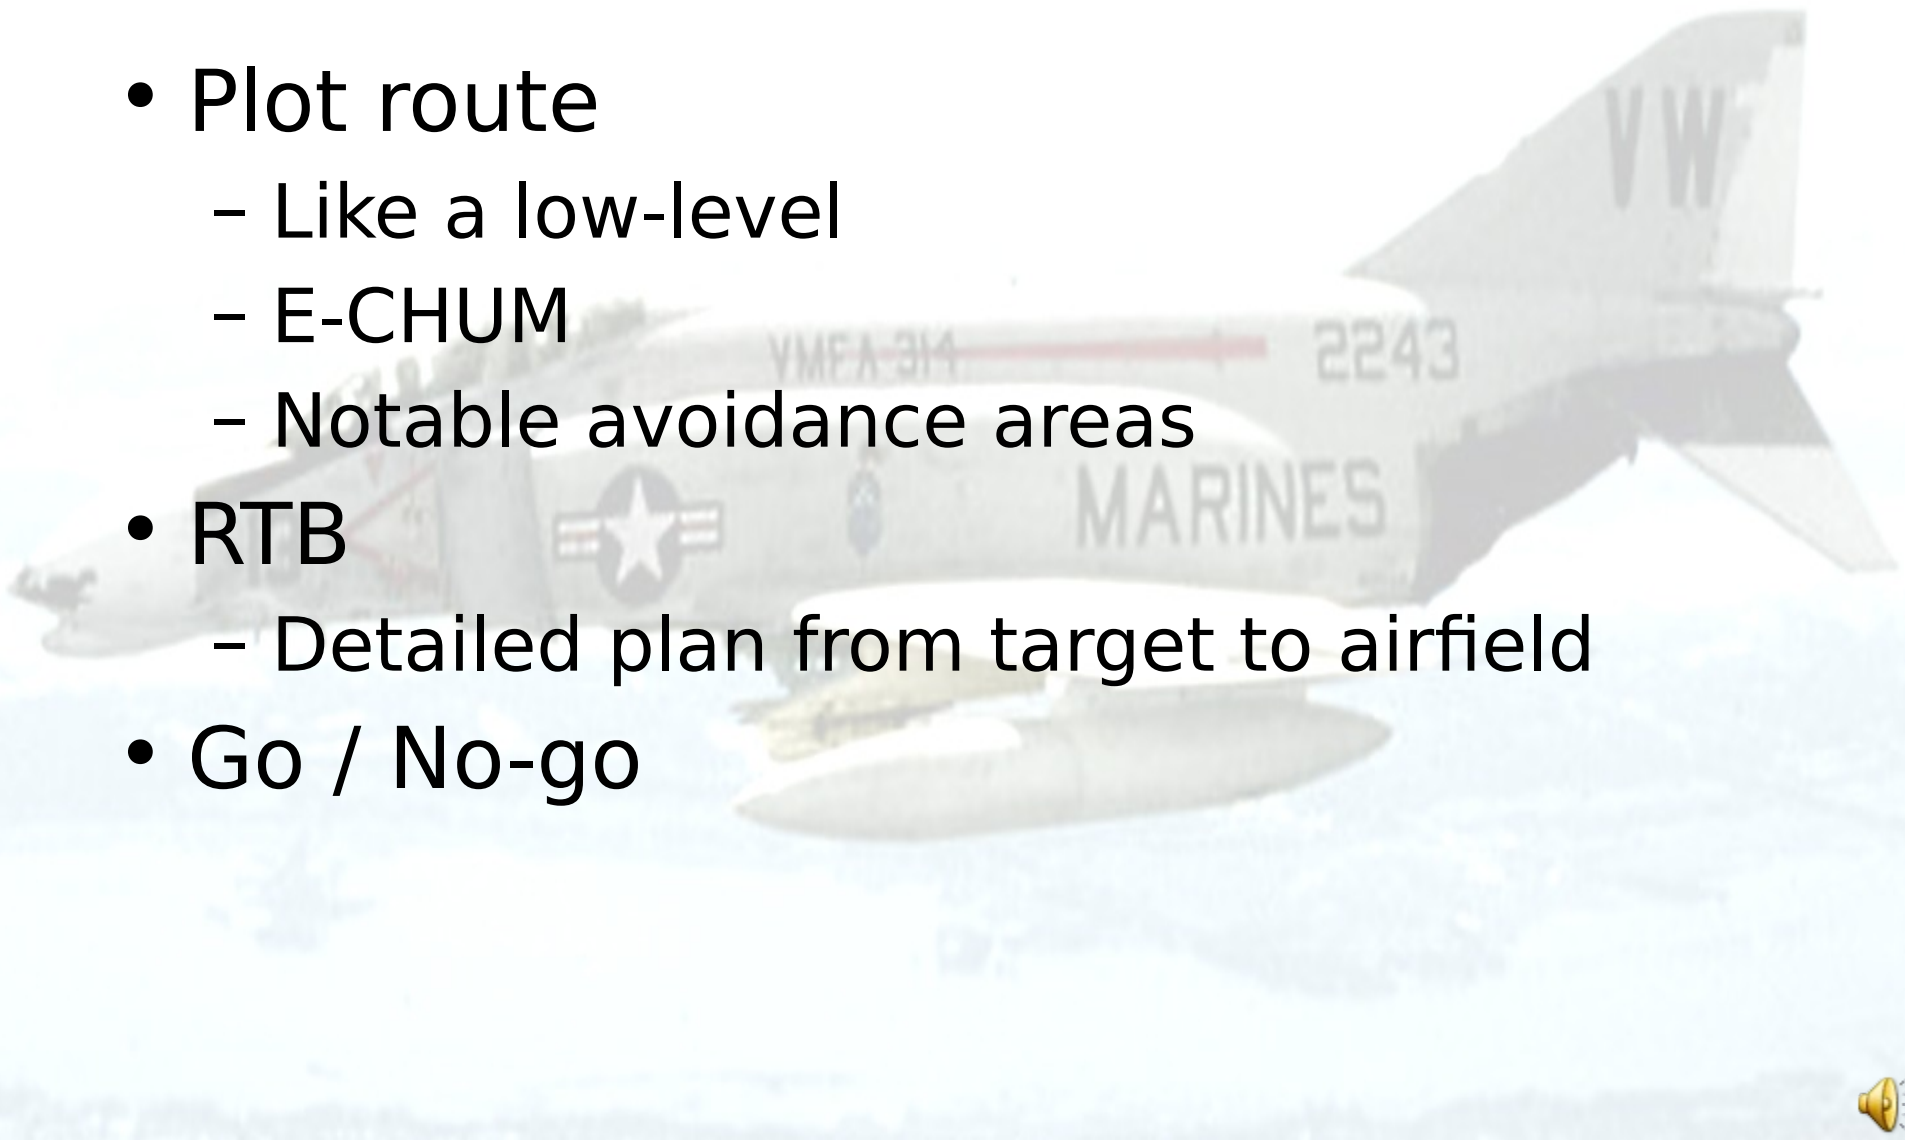 • Plot route
– Like a low-level
– E-CHUM
– Notable avoidance areas
• RTB
– Detailed plan from target to airfield
• Go / No-go
VW
VMFA-314
2243
MARINES